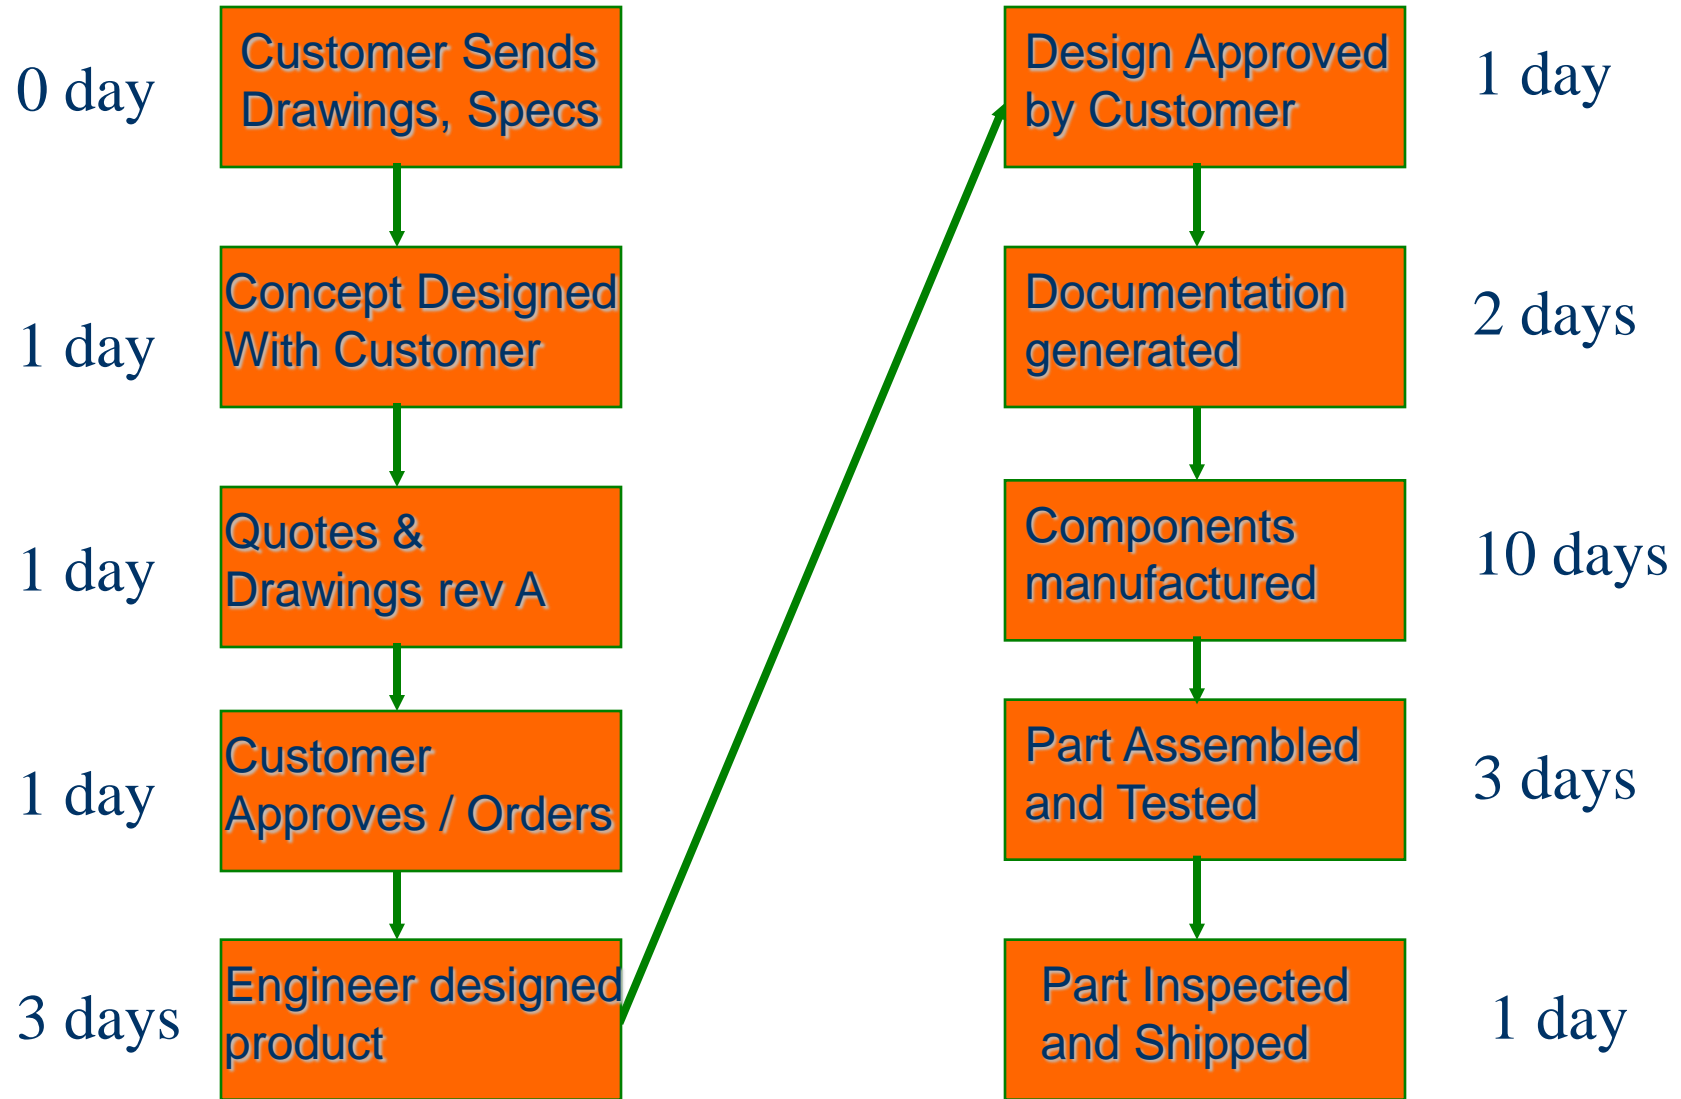 0 day
Customer Sends
Drawings, Specs
1 day
Concept Designed
With Customer
1 day
Quotes &
Drawings rev A
1 day
Customer
Approves / Orders
3 days
Engineer designed
product
Design Approved
by Customer
1 day
Documentation
generated
2 days
Components
manufactured
10 days
Part Assembled
and Tested
3 days
Part Inspected
and Shipped
1 day